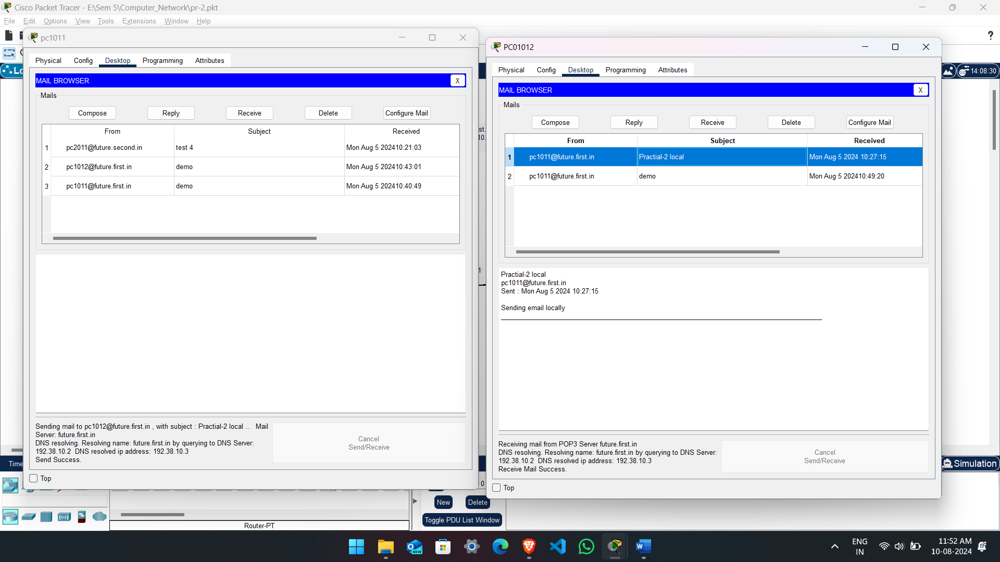 Cisco Packet Tracer - E:\Sem 5\Computer_Network\pr-2.pkt
File Edit Options View Tools Extensions Window Help
?
pc1011
Physical Config Desktop Programming Attributes
MAIL BROWSER X
Mails
Compose Reply Receive Delete Configure Mail
From Subject Received
1 pc2011@future.second.in test 4 Mon Aug 5 202410:21:03
2 pc1012@future.first.in demo Mon Aug 5 202410:43:01
3 pc1011@future.first.in demo Mon Aug 5 202410:40:49
Sending mail to pc1012@future.first.in , with subject : Practial-2 local .. Mail
Server: future.first.in
DNS resolving. Resolving name: future.first.in by querying to DNS Server:
192.38.10.2 DNS resolved ip address: 192.38.10.3
Send Success.
Cancel
Send/Receive
Top
PC01012
Physical Config Desktop Programming Attributes
MAIL BROWSER X
Mails
Compose Reply Receive Delete Configure Mail
From Subject Received
1 pc1011@future.first.in Practial-2 local Mon Aug 5 2024 10:27:15
2 pc1011@future.first.in demo Mon Aug 5 202410:49:20
Practial-2 local
pc1011@future.first.in
Sent : Mon Aug 5 2024 10:27:15
Sending email locally
Receiving mail from POP3 Server future.first.in
DNS resolving. Resolving name: future.first.in by querying to DNS Server:
192.38.10.2 DNS resolved ip address: 192.38.10.3
Receive Mail Success.
Cancel
Send/Receive
Top
14:08:30
Lo
st.
10.
1
Time
0
Simulation
New Delete
Toggle PDU List Window
Router-PT
NEW
ENG
IN
11:52 AM
10-08-2024